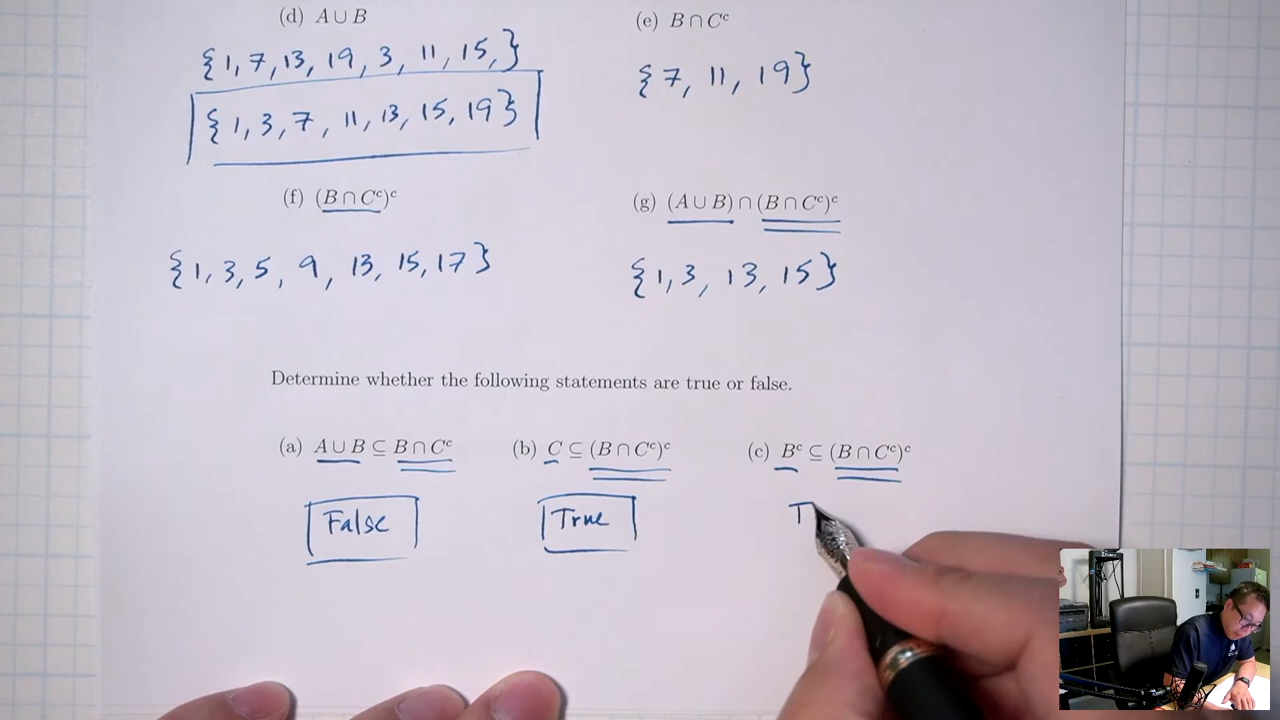 (d) A ∪ B (e) B ∩ Cᶜ
{1, 7, 13, 19, 3, 11, 15,}
{7, 11, 19}
{1, 3, 7, 11, 13, 15, 19}
(f) (B ∩ Cᶜ)ᶜ (g) (A ∪ B) ∩ (B ∩ Cᶜ)ᶜ
{1, 3, 5, 9, 13, 15, 17} {1, 3, 13, 15}
Determine whether the following statements are true or false.
(a) A ∪ B ⊆ B ∩ Cᶜ (b) C ⊆ (B ∩ Cᶜ)ᶜ (c) Bᶜ ⊆ (B ∩ Cᶜ)ᶜ
False True T